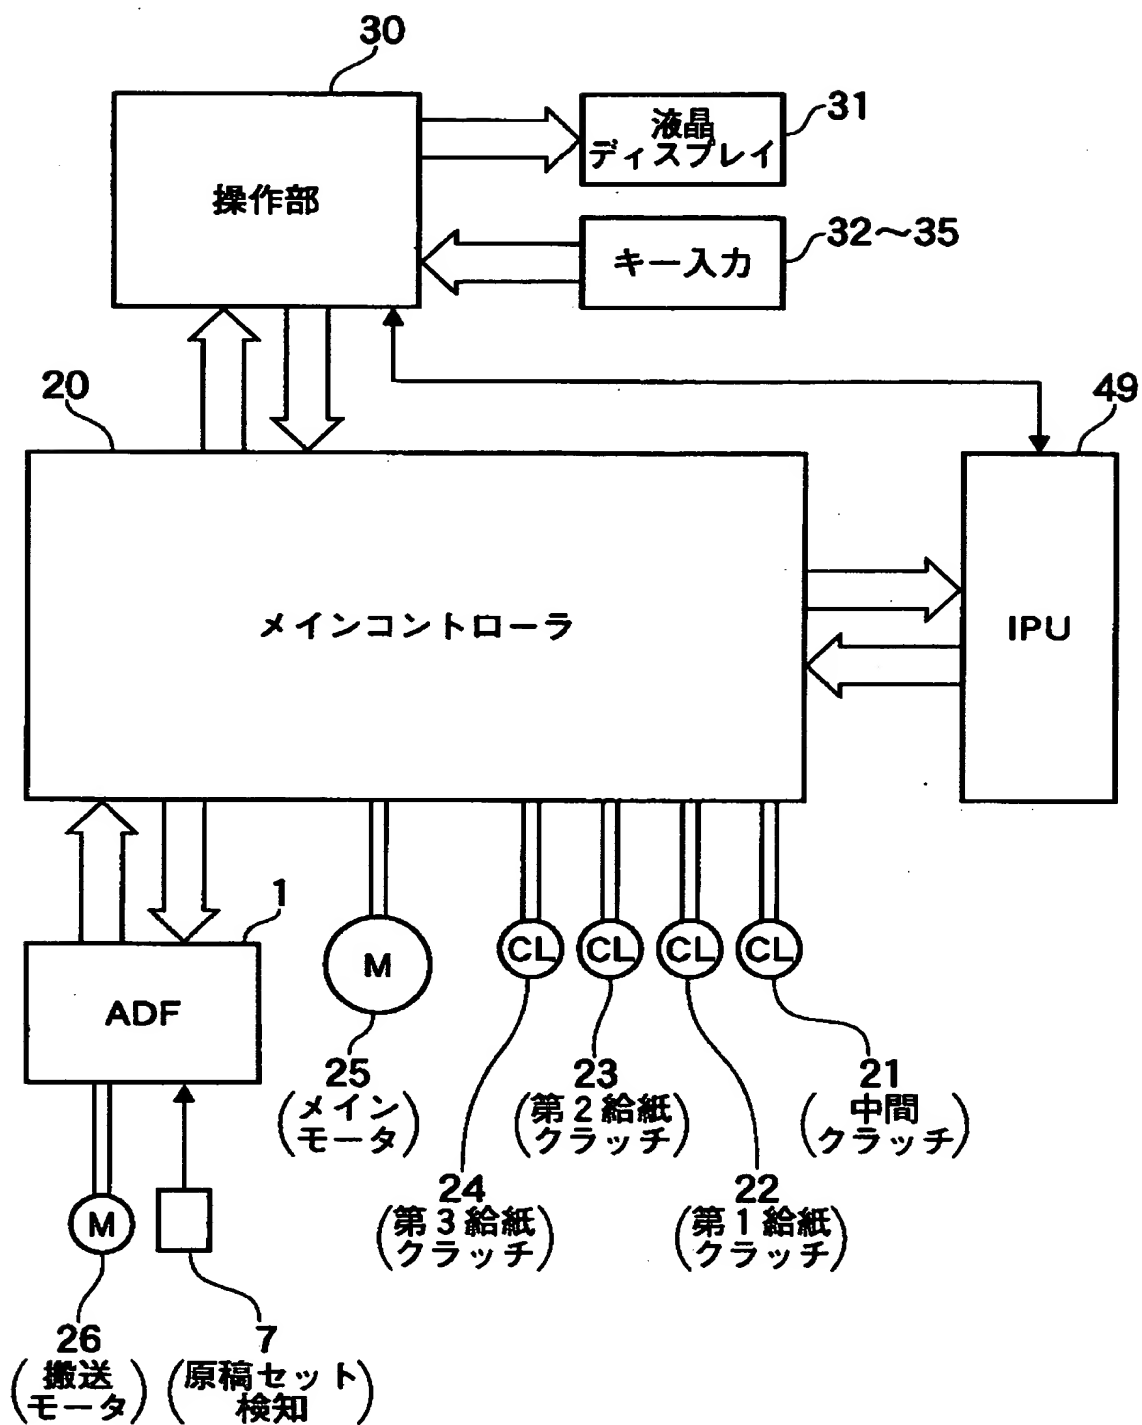 30
31
液晶
ディスプレイ
操作部
32～35
キー入力
20
49
メインコントローラ
IPU
1
ADF
M
CL
CL
CL
CL
25
(メイン
モータ)
23
(第2給紙
クラッチ)
21
(中間
クラッチ)
24
(第3給紙
クラッチ)
22
(第1給紙
クラッチ)
M
26
(搬送
モータ)
7
(原稿セット
検知)